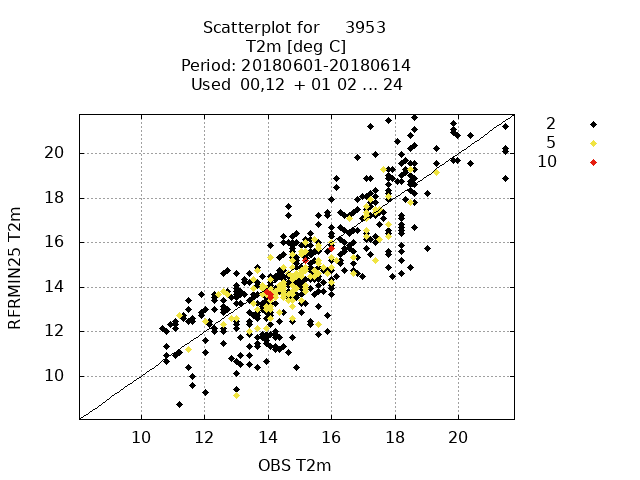 Scatterplot for 3953
T2m [deg C]
Period: 20180601-20180614
Used 00,12 + 01 02 ... 24
2
5
10
20
18
16
14
12
10
RFRMIN25 T2m
10 12 14 16 18 20
OBS T2m